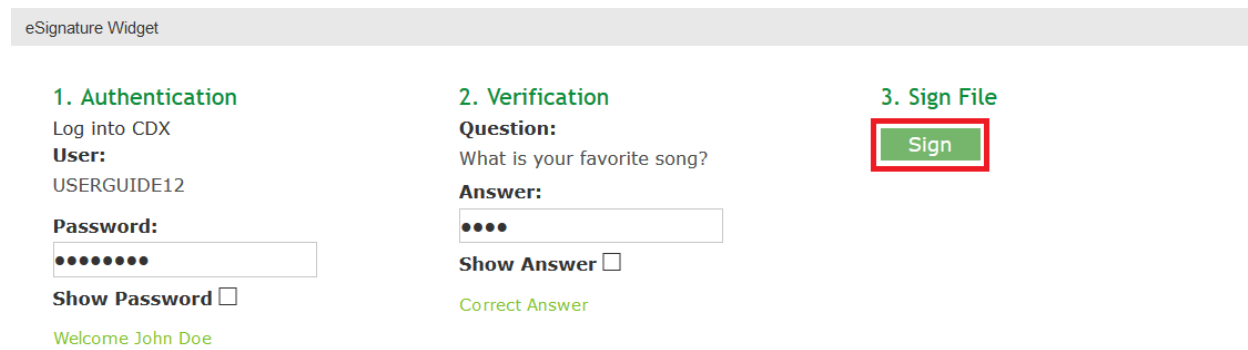 eSignature Widget
1. Authentication
Log into CDX
User:
USERGUIDE12
Password:
••••••••
Show Password
Welcome John Doe
2. Verification
Question:
What is your favorite song?
Answer:
••••
Show Answer
Correct Answer
3. Sign File
Sign